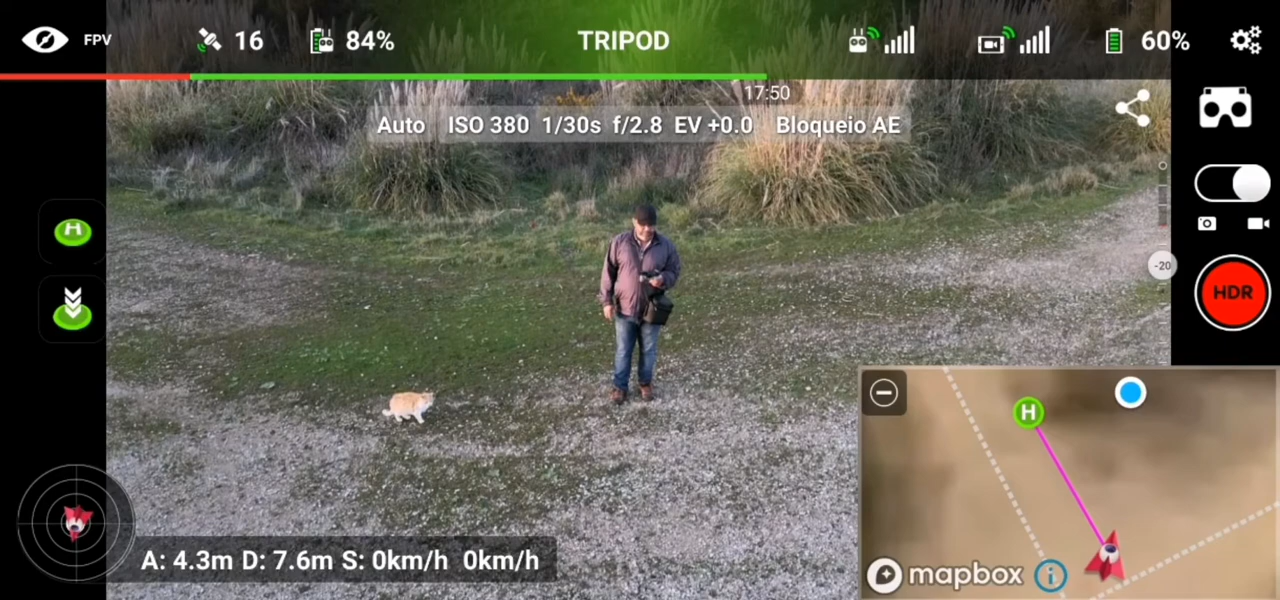 FPV 16 84% TRIPOD 60%
17:50
Auto ISO 380 1/30s f/2.8 EV +0.0 Bloqueio AE
H
-20
HDR
H
A: 4.3m D: 7.6m S: 0km/h 0km/h
mapbox i